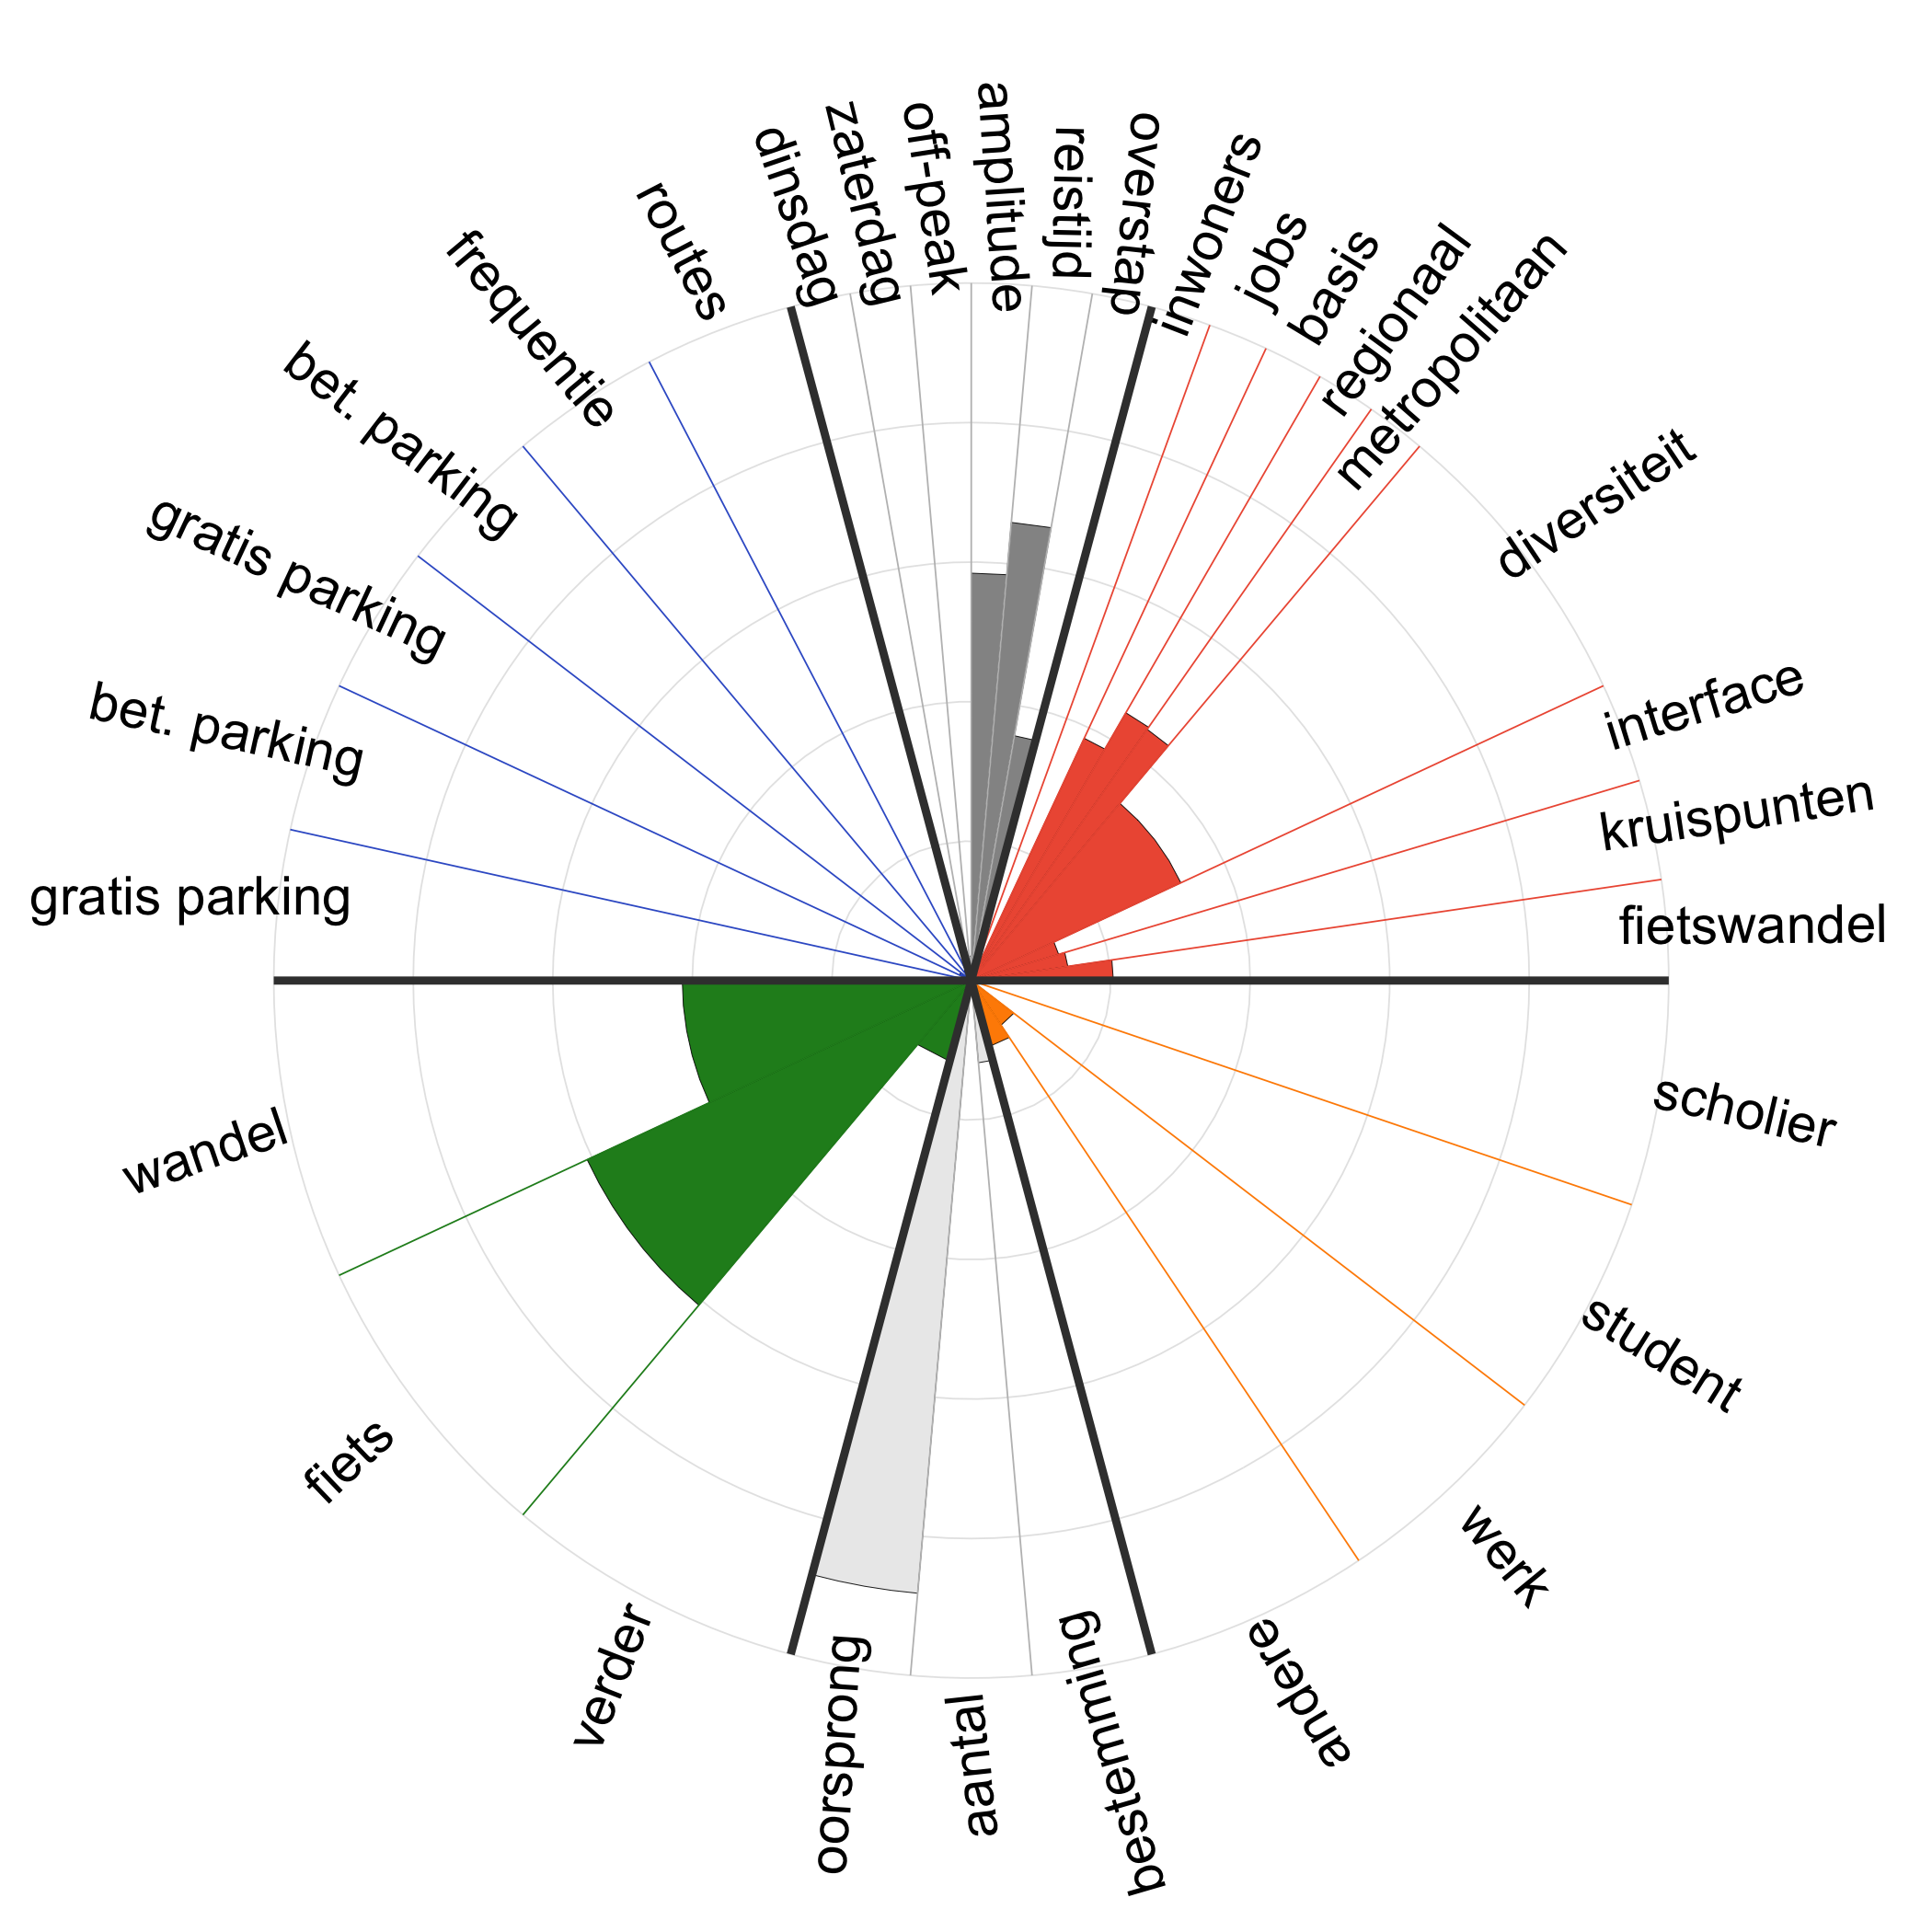 dinsdag
zaterdag
off-peak
amplitude
reistijd
overstap
inwoners
jobs
basis
regionaal
metropolitaan
diversiteit
interface
kruispunten
fietswandel
scholier
student
werk
andere
bestemming
aantal
oorsprong
verder
fiets
wandel
gratis parking
bet. parking
gratis parking
bet. parking
frequentie
routes